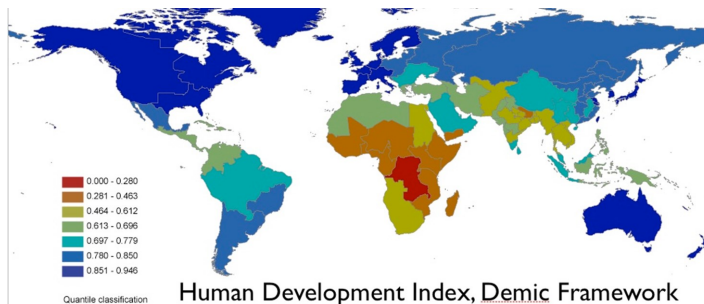 0.000 - 0.280
0.281 - 0.463
0.464 - 0.612
0.613 - 0.696
0.697 - 0.779
0.780 - 0.850
0.851 - 0.946
Quantile classification
Human Development Index, Demic Framework